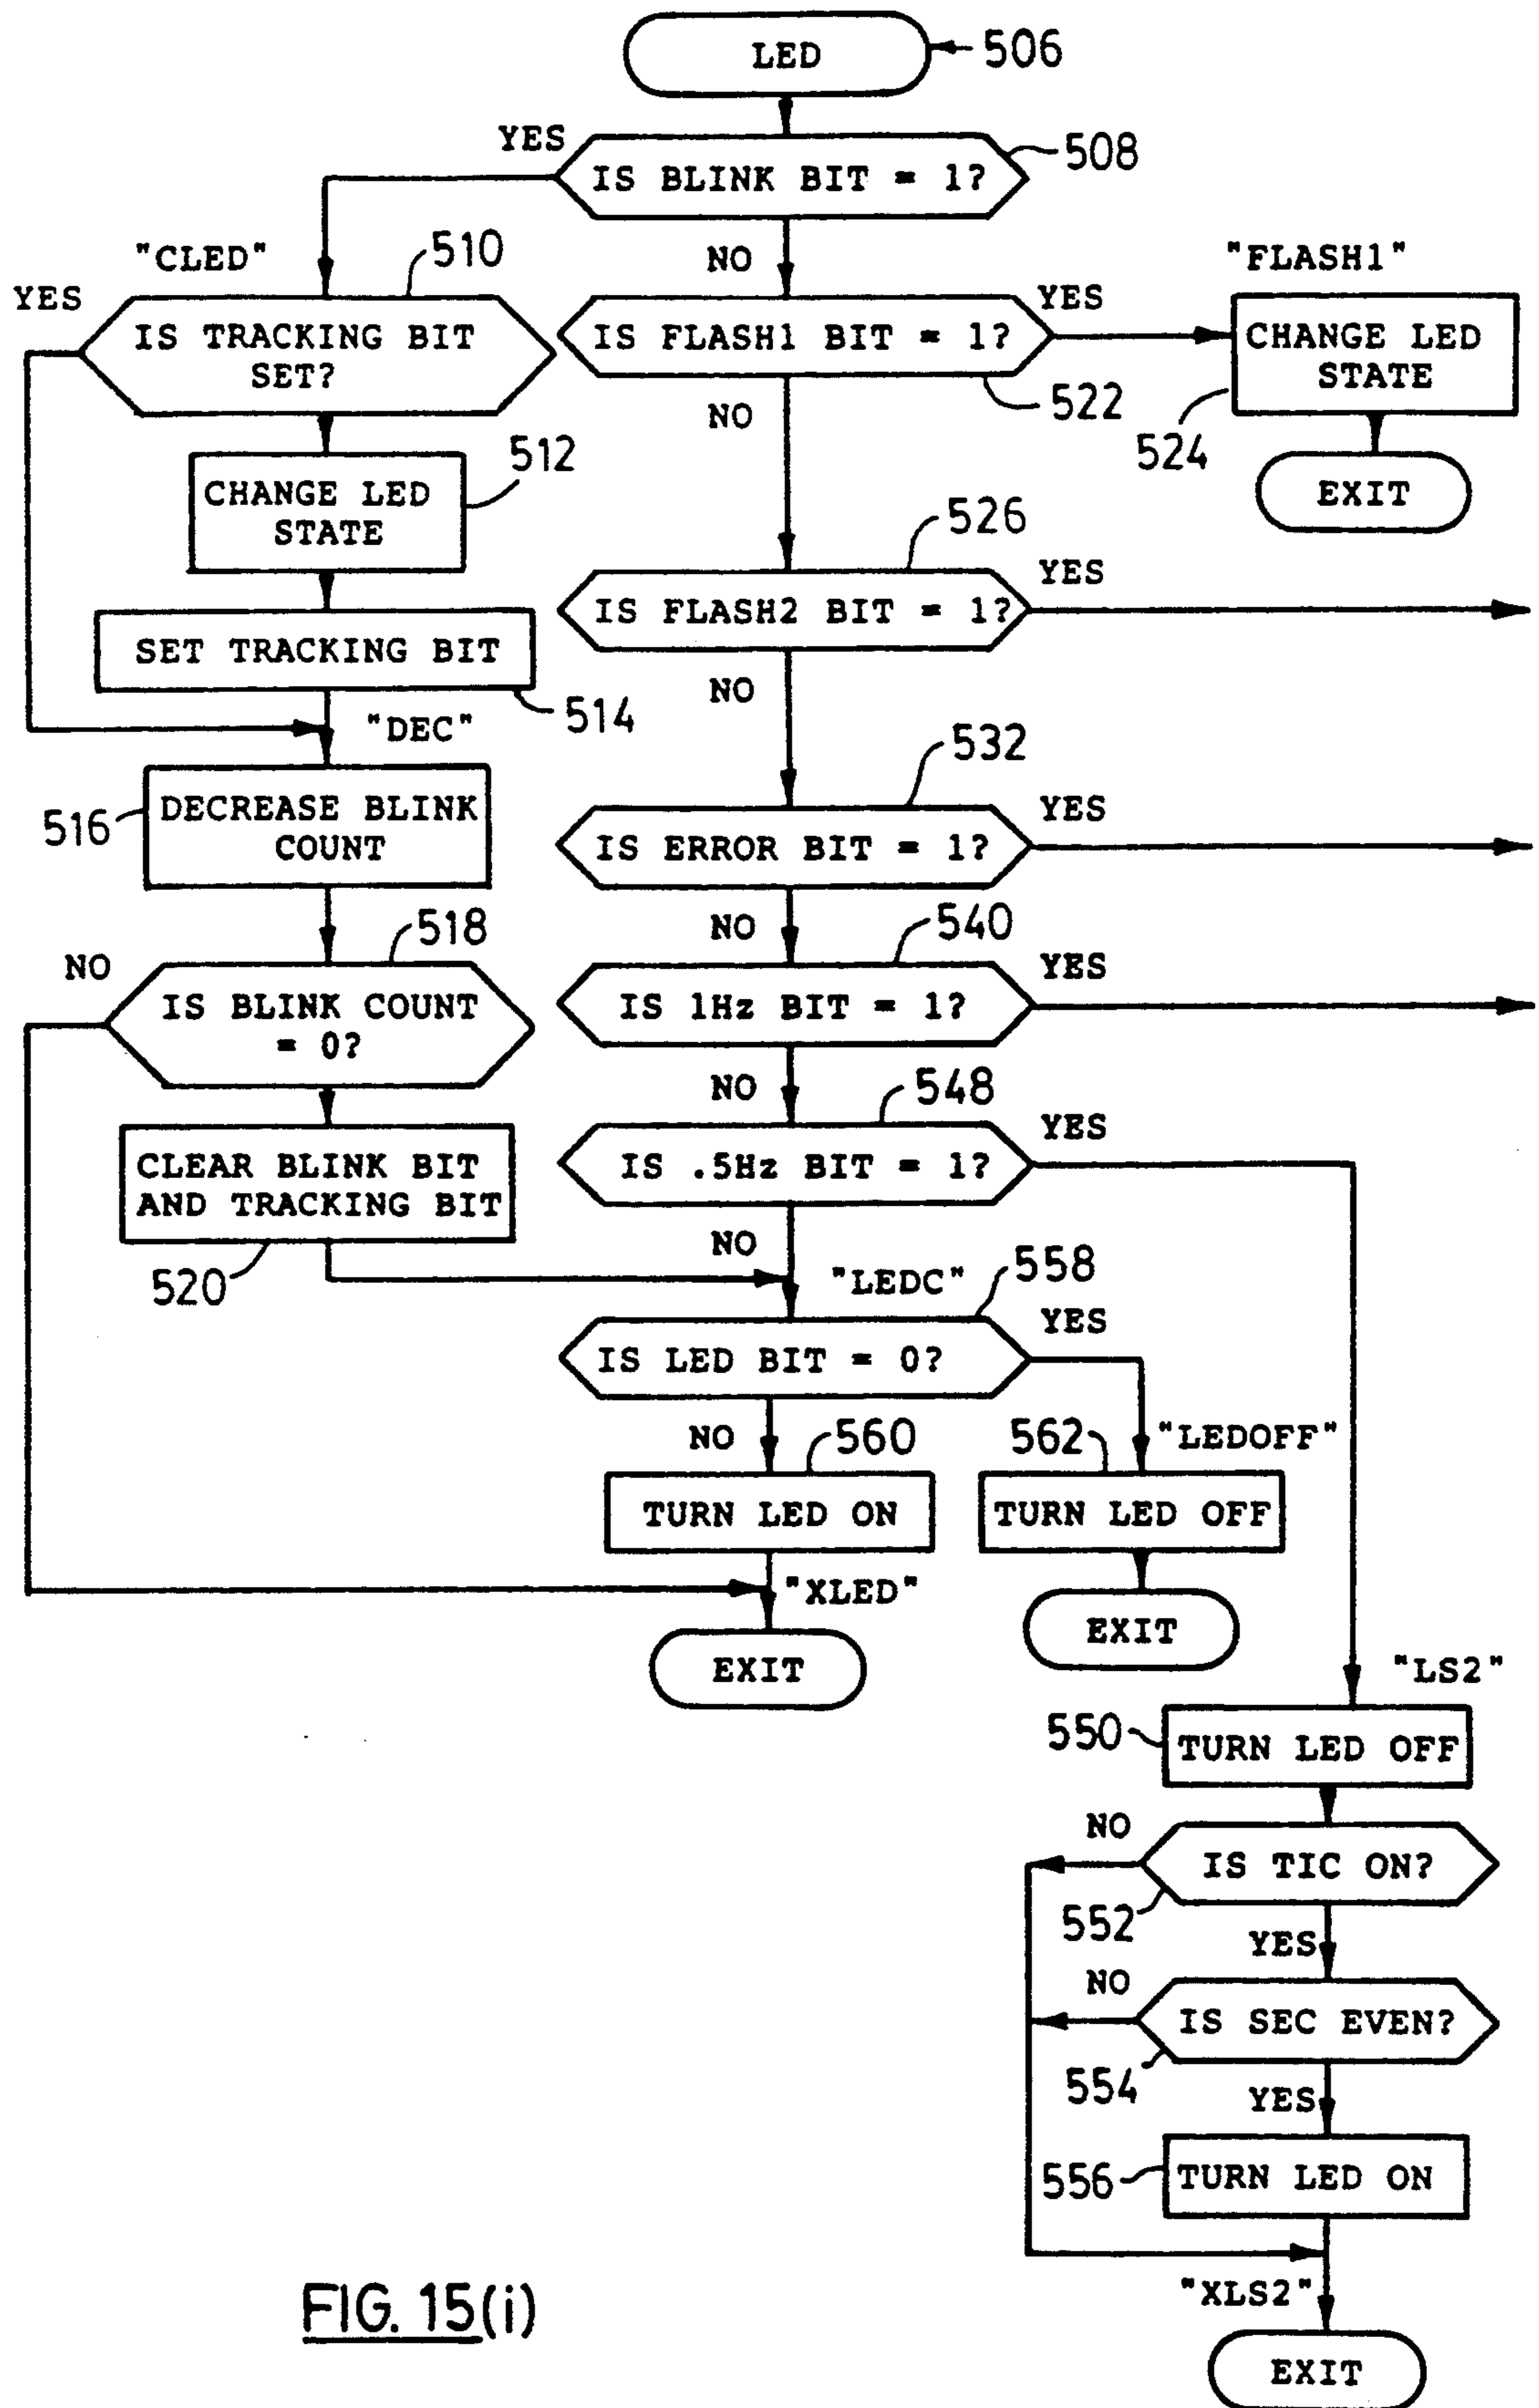 LED
506
YES
IS BLINK BIT = 1?
508
"CLED"
510
NO
"FLASH1"
YES
IS TRACKING BIT
SET?
IS FLASH1 BIT = 1?
YES
522
CHANGE LED
STATE
524
EXIT
NO
512
CHANGE LED
STATE
526
IS FLASH2 BIT = 1?
YES
SET TRACKING BIT
514
NO
"DEC"
532
516
DECREASE BLINK
COUNT
IS ERROR BIT = 1?
YES
NO
518
540
NO
IS BLINK COUNT
= 0?
IS 1Hz BIT = 1?
YES
NO
548
CLEAR BLINK BIT
AND TRACKING BIT
520
IS .5Hz BIT = 1?
YES
NO
"LEDC"
558
IS LED BIT = 0?
YES
NO
560
562
"LEDOFF"
TURN LED ON
TURN LED OFF
"XLED"
EXIT
EXIT
"LS2"
550
TURN LED OFF
NO
IS TIC ON?
552
YES
NO
IS SEC EVEN?
554
YES
556
TURN LED ON
"XLS2"
EXIT
FIG. 15(i)